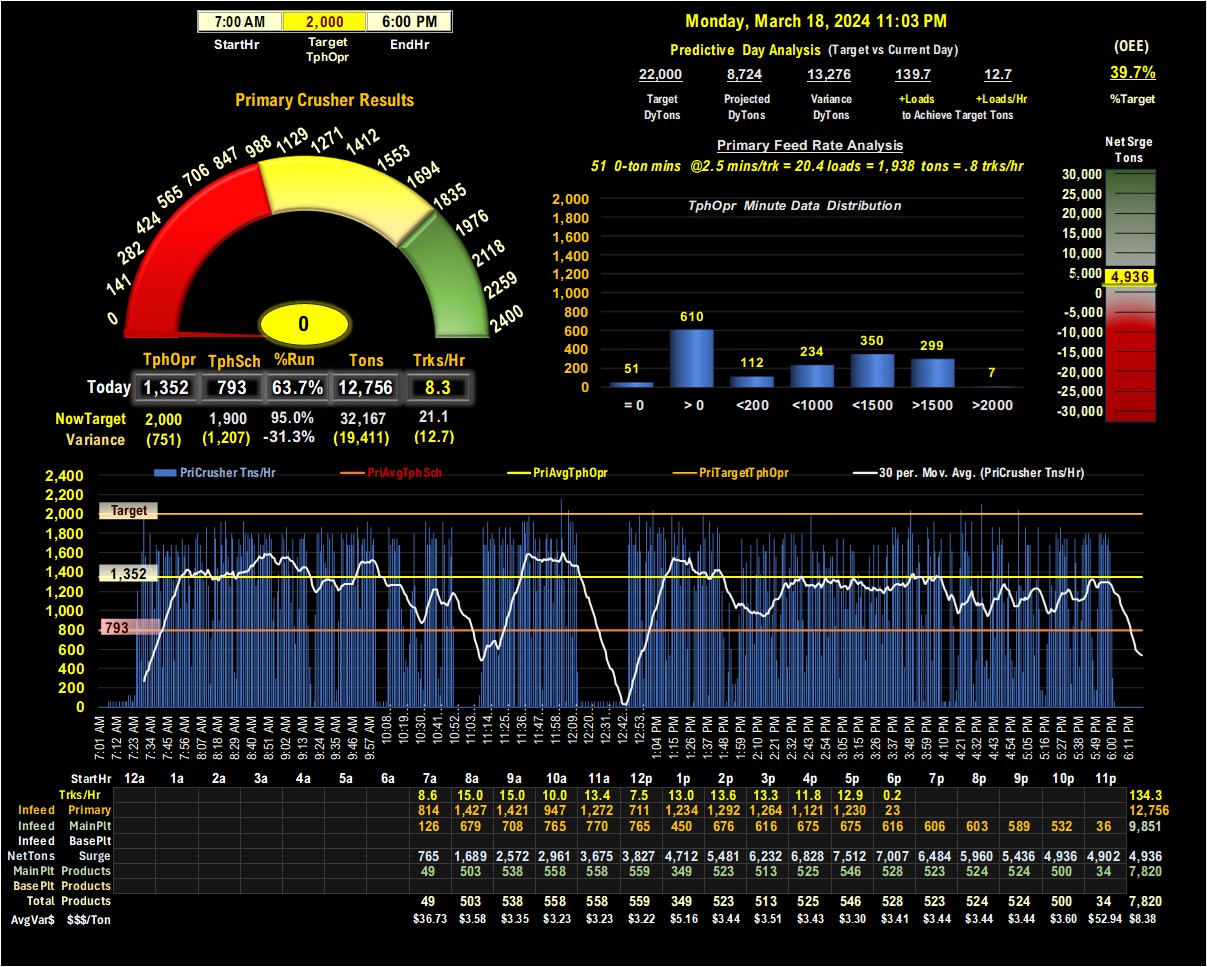 7:00 AM 2,000 6:00 PM
StartHr Target TphOpr EndHr
Monday, March 18, 2024 11:03 PM
Predictive Day Analysis (Target vs Current Day)
22,000 8,724 13,276 139.7 12.7
Target DyTons Projected DyTons Variance DyTons +Loads +Loads/Hr
to Achieve Target Tons
(OEE)
39.7%
%Target
Primary Crusher Results
0 141 282 424 565 706 847 988 1129 1271 1412 1553 1694 1835 1976 2118 2259 2400
0
TphOpr TphSch %Run Tons Trks/Hr
Today 1,352 793 63.7% 12,756 8.3
NowTarget 2,000 1,900 95.0% 32,167 21.1
Variance (751) (1,207) -31.3% (19,411) (12.7)
Primary Feed Rate Analysis
51 0-ton mins @2.5 mins/trk = 20.4 loads = 1,938 tons = .8 trks/hr
TphOpr Minute Data Distribution
2,000
1,800
1,600
1,400
1,200
1,000
800
600
400
200
0
51 610 112 234 350 299 7
= 0 > 0 <200 <1000 <1500 >1500 >2000
Net Srge
Tons
30,000
25,000
20,000
15,000
10,000
5,000
4,936
0
-5,000
-10,000
-15,000
-20,000
-25,000
-30,000
PriCrusher Tns/Hr PriAvgTphSch PriAvgTphOpr PriTargetTphOpr 30 per. Mov. Avg. (PriCrusher Tns/Hr)
2,400
2,200
2,000
1,800
1,600
1,400
1,200
1,000
800
600
400
200
0
Target
1,352
793
7:01 AM 7:12 AM 7:23 AM 7:34 AM 7:45 AM 7:56 AM 8:07 AM 8:18 AM 8:29 AM 8:40 AM 8:51 AM 9:02 AM 9:13 AM 9:24 AM 9:35 AM 9:46 AM 9:57 AM 10:08… 10:19… 10:30… 10:41… 10:52… 11:03… 11:14… 11:25… 11:36… 11:47… 11:58… 12:09… 12:20… 12:31… 12:42… 12:53… 1:04 PM 1:15 PM 1:26 PM 1:37 PM 1:48 PM 1:59 PM 2:10 PM 2:21 PM 2:32 PM 2:43 PM 2:54 PM 3:05 PM 3:15 PM 3:26 PM 3:37 PM 3:48 PM 3:59 PM 4:10 PM 4:21 PM 4:32 PM 4:43 PM 4:54 PM 5:05 PM 5:16 PM 5:27 PM 5:38 PM 5:49 PM 6:00 PM 6:11 PM
StartHr 12a 1a 2a 3a 4a 5a 6a 7a 8a 9a 10a 11a 12p 1p 2p 3p 4p 5p 6p 7p 8p 9p 10p 11p
Trks/Hr 8.6 15.0 15.0 10.0 13.4 7.5 13.0 13.6 13.3 11.8 12.9 0.2 134.3
Infeed Primary 814 1,427 1,421 947 1,272 711 1,234 1,292 1,264 1,121 1,230 23 12,756
Infeed MainPlt 126 679 708 765 770 765 450 676 616 675 675 616 606 603 589 532 36 9,851
Infeed BasePlt
NetTons Surge 765 1,689 2,572 2,961 3,675 3,827 4,712 5,481 6,232 6,828 7,512 7,007 6,484 5,960 5,436 4,936 4,902 4,936
MainPlt Products 49 503 538 558 558 559 349 523 513 525 546 528 523 524 524 500 34 7,820
BasePlt Products
Total Products 49 503 538 558 558 559 349 523 513 525 546 528 523 524 524 500 34 7,820
AvgVar$ $$$/Ton $36.73 $3.58 $3.35 $3.23 $3.23 $3.22 $5.16 $3.44 $3.51 $3.43 $3.30 $3.41 $3.44 $3.44 $3.44 $3.60 $52.94 $8.38